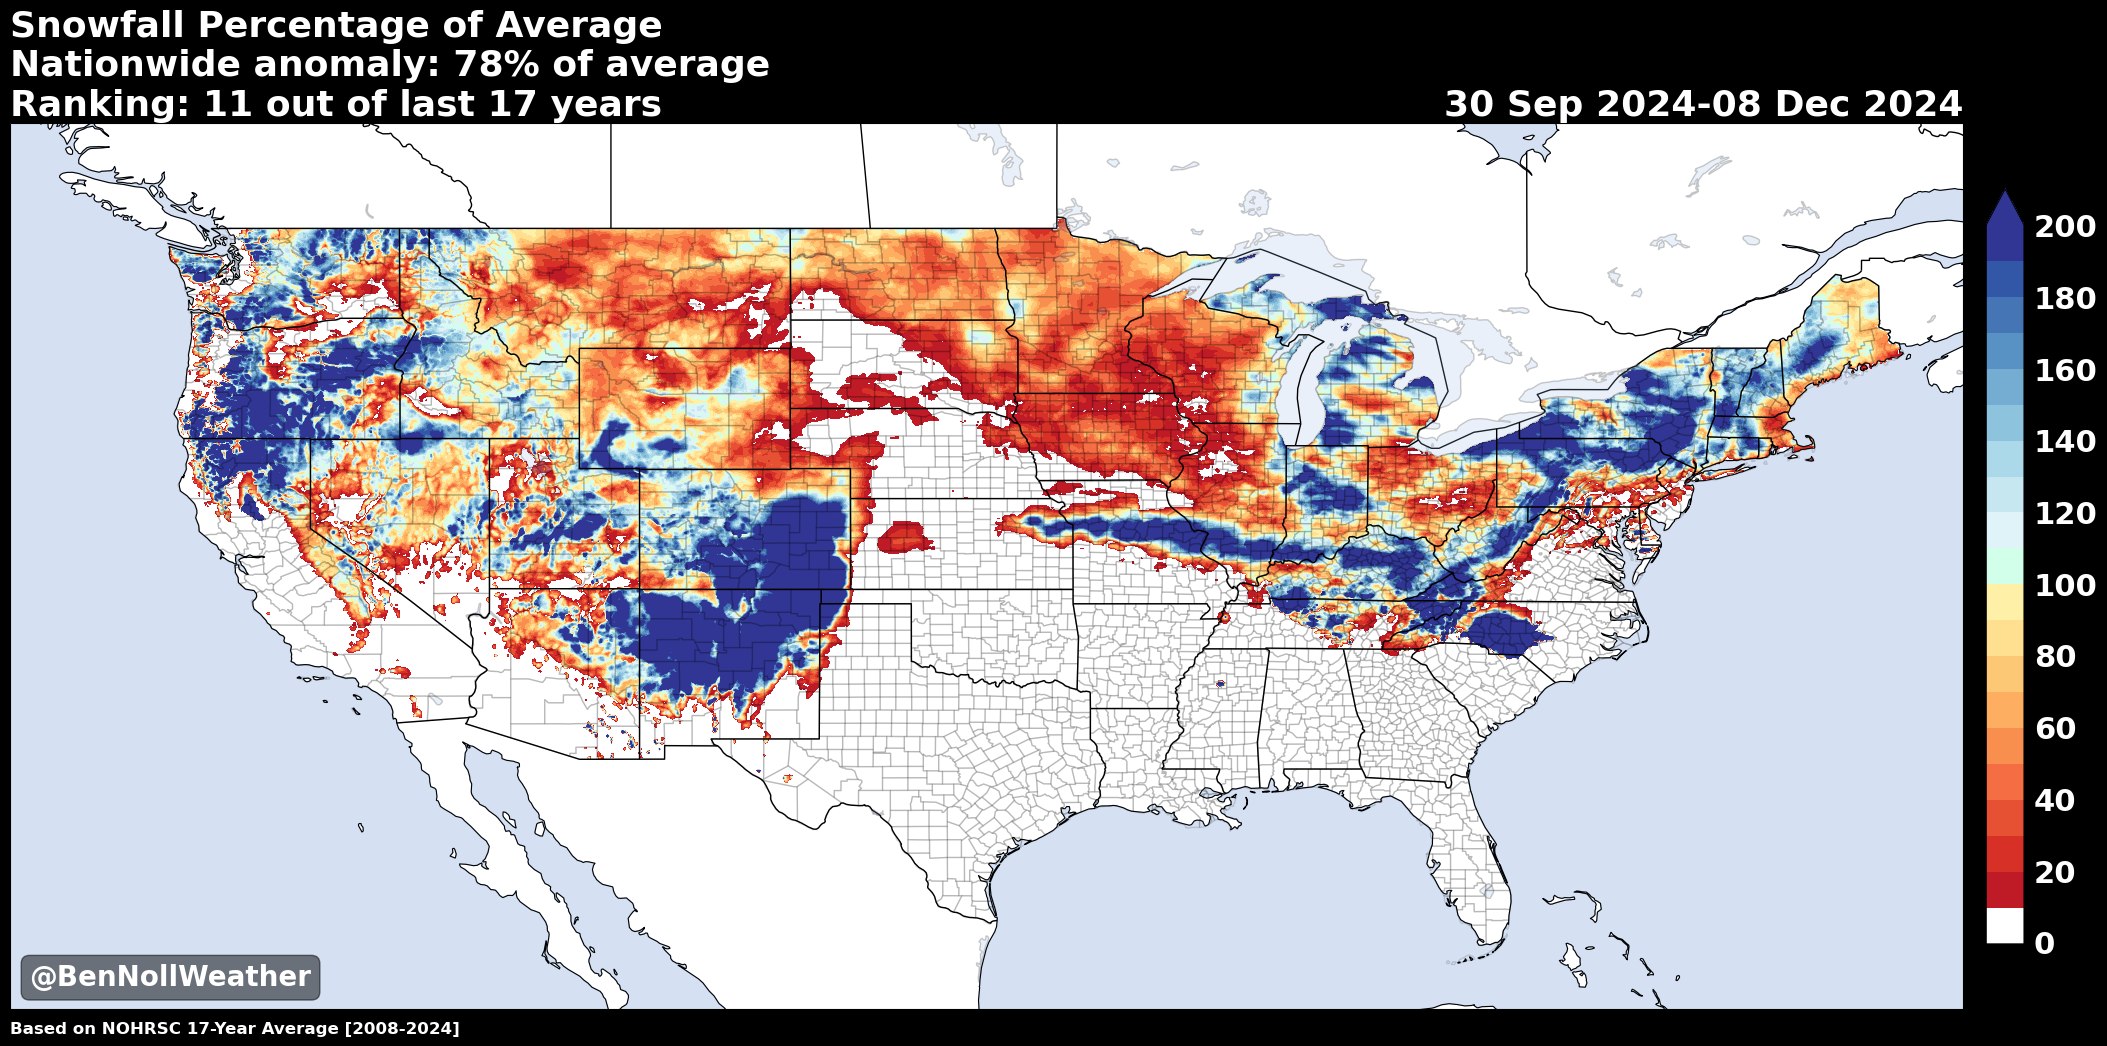 Snowfall Percentage of Average
Nationwide anomaly: 78% of average
Ranking: 11 out of last 17 years
30 Sep 2024-08 Dec 2024
200
180
160
140
120
100
80
60
40
20
0
@BenNollWeather
Based on NOHRSC 17-Year Average [2008-2024]